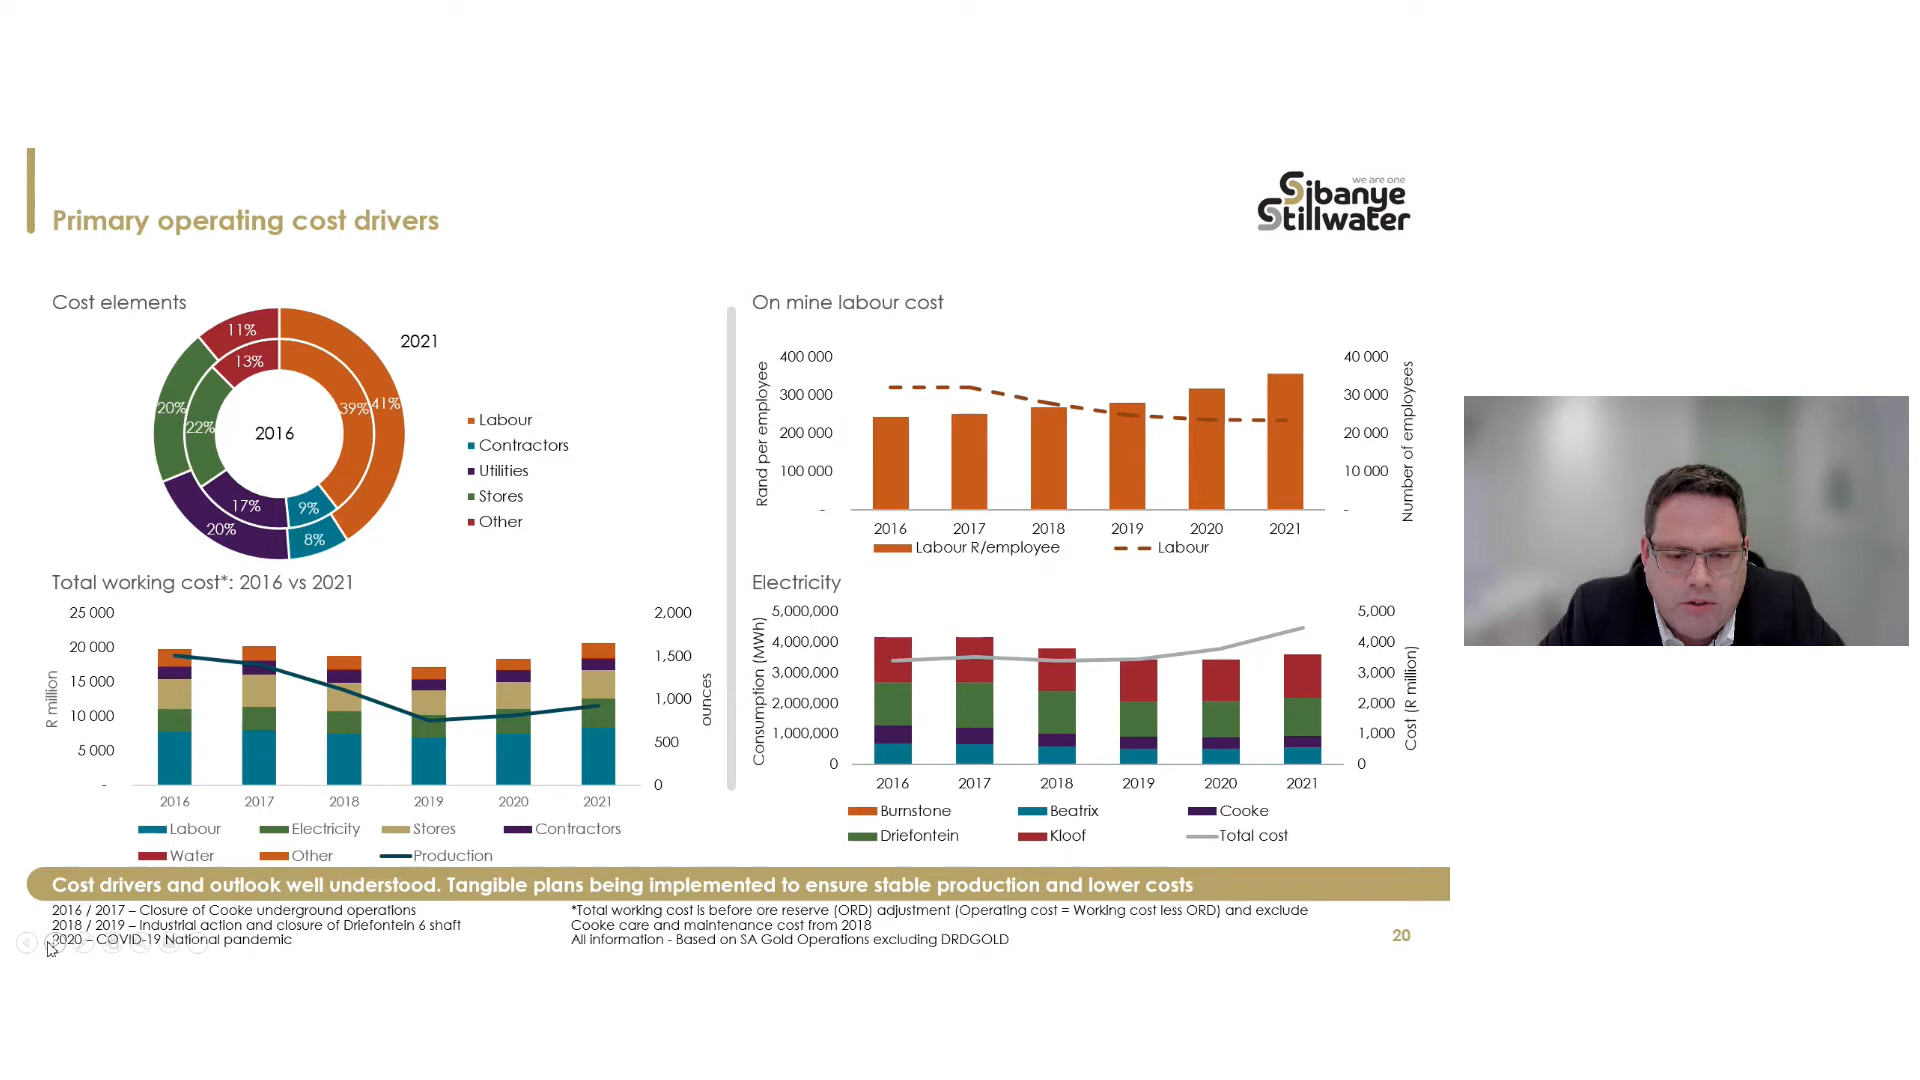 Primary operating cost drivers
we are one
Sibanye
Stillwater
Cost elements
11%
13%
2021
20%
39%
41%
22%
2016
17%
9%
20%
8%
Labour
Contractors
Utilities
Stores
Other
On mine labour cost
Rand per employee
400 000
300 000
200 000
100 000
-
40 000
30 000
20 000
10 000
-
Number of employees
2016 2017 2018 2019 2020 2021
Labour R/employee Labour
Total working cost*: 2016 vs 2021
R million
25 000
20 000
15 000
10 000
5 000
-
2,000
1,500
1,000
500
0
ounces
2016 2017 2018 2019 2020 2021
Labour Electricity Stores Contractors
Water Other Production
Electricity
Consumption (MWh)
5,000,000
4,000,000
3,000,000
2,000,000
1,000,000
0
5,000
4,000
3,000
2,000
1,000
0
Cost (R million)
2016 2017 2018 2019 2020 2021
Burnstone Beatrix Cooke
Driefontein Kloof Total cost
Cost drivers and outlook well understood. Tangible plans being implemented to ensure stable production and lower costs
2016 / 2017 – Closure of Cooke underground operations
2018 / 2019 – Industrial action and closure of Driefontein 6 shaft
2020 – COVID-19 National pandemic
*Total working cost is before ore reserve (ORD) adjustment (Operating cost = Working cost less ORD) and exclude
Cooke care and maintenance cost from 2018
All information - Based on SA Gold Operations excluding DRDGOLD
20